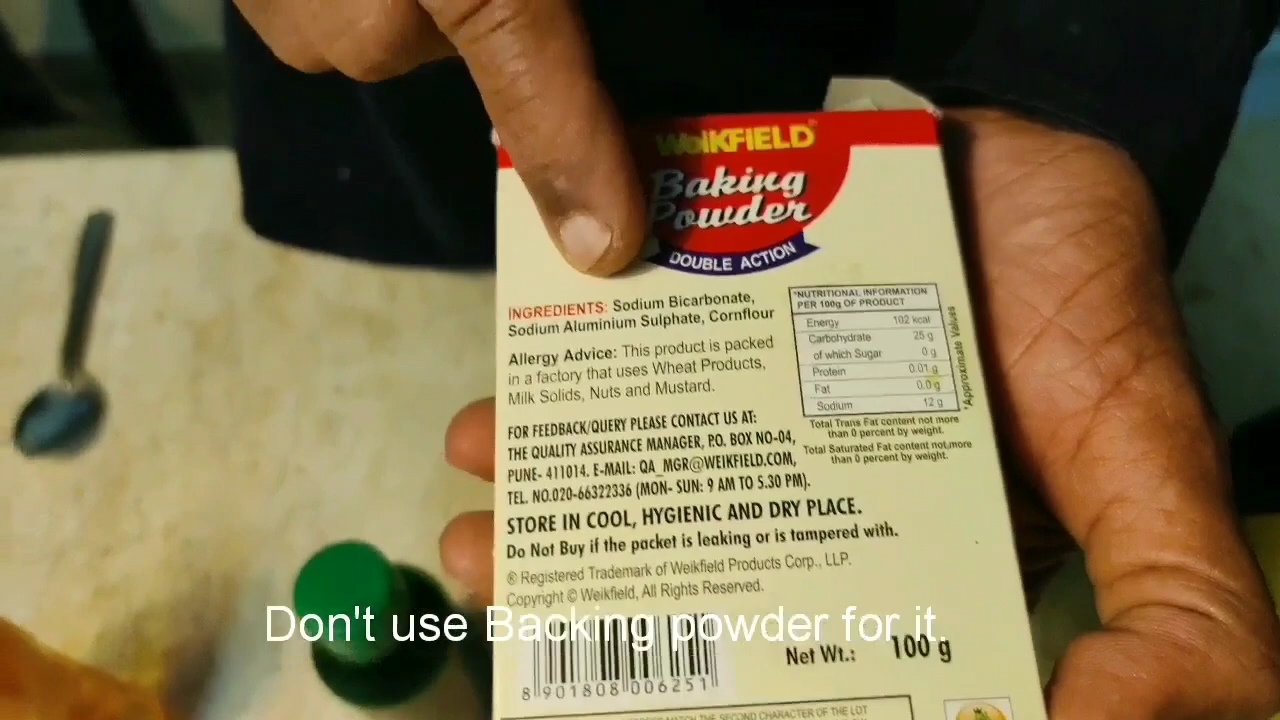 WeiKFiELD
Baking
Powder
DOUBLE ACTION
INGREDIENTS: Sodium Bicarbonate,
Sodium Aluminium Sulphate, Cornflour
Allergy Advice: This product is packed
in a factory that uses Wheat Products,
Milk Solids, Nuts and Mustard.
*NUTRITIONAL INFORMATION
PER 100g OF PRODUCT
Energy 102 kcal
Carbohydrate 25 g
of which Sugar 0 g
Protein 0.01 g
Fat 0.0 g
Sodium 12 g
*Approximate Values
Total Trans Fat content not more
than 0 percent by weight.
Total Saturated Fat content not more
than 0 percent by weight.
FOR FEEDBACK/QUERY PLEASE CONTACT US AT:
THE QUALITY ASSURANCE MANAGER, P.O. BOX NO-04,
PUNE- 411014. E-MAIL: QA_MGR@WEIKFIELD.COM,
TEL. NO.020-66322336 (MON- SUN: 9 AM TO 5.30 PM).
STORE IN COOL, HYGIENIC AND DRY PLACE.
Do Not Buy if the packet is leaking or is tampered with.
® Registered Trademark of Weikfield Products Corp., LLP.
Copyright © Weikfield, All Rights Reserved.
Don't use Backing powder for it.
Net Wt.: 100 g
8 901808 006251
MATCH THE SECOND CHARACTER OF THE LOT